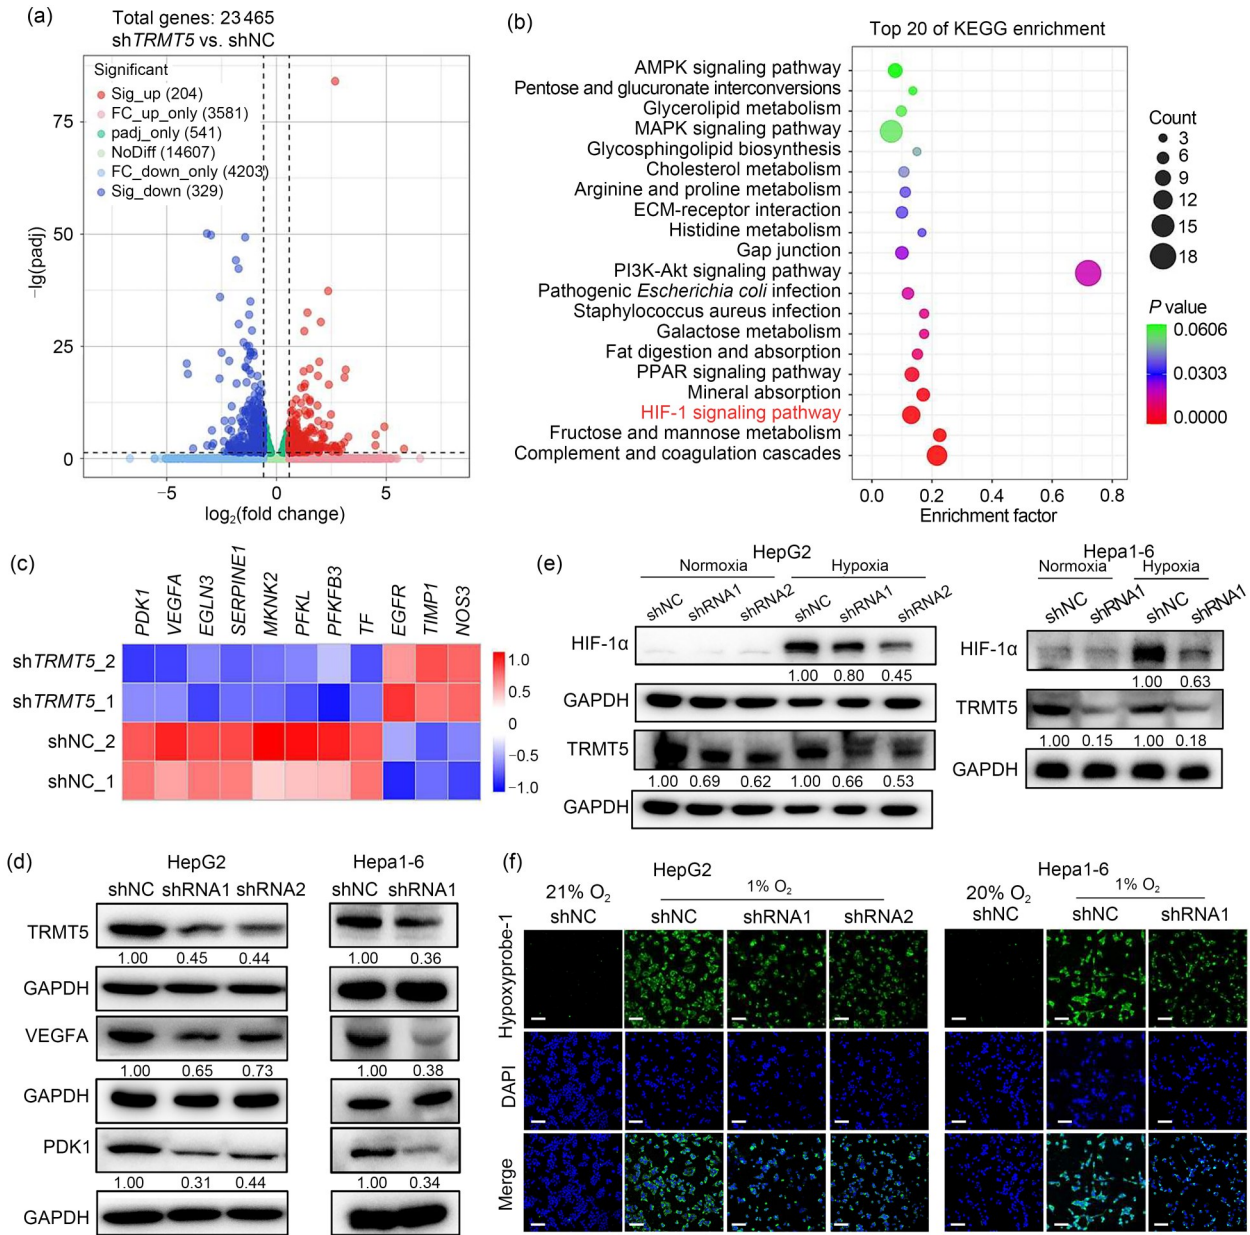 (a)
Total genes: 23 465
shTRMT5 vs. shNC
Significant
Sig_up (204)
FC_up_only (3581)
padj_only (541)
NoDiff (14607)
FC_down_only (4203)
Sig_down (329)
75
50
25
0
−lg(padj)
−5 0 5
log2(fold change)
(b)
Top 20 of KEGG enrichment
AMPK signaling pathway
Pentose and glucuronate interconversions
Glycerolipid metabolism
MAPK signaling pathway
Glycosphingolipid biosynthesis
Cholesterol metabolism
Arginine and proline metabolism
ECM-receptor interaction
Histidine metabolism
Gap junction
PI3K-Akt signaling pathway
Pathogenic Escherichia coli infection
Staphylococcus aureus infection
Galactose metabolism
Fat digestion and absorption
PPAR signaling pathway
Mineral absorption
HIF-1 signaling pathway
Fructose and mannose metabolism
Complement and coagulation cascades
0.0 0.2 0.4 0.6 0.8
Enrichment factor
Count
3
6
9
12
15
18
P value
0.0606
0.0303
0.0000
(c)
PDK1 VEGFA EGLN3 SERPINE1 MKNK2 PFKL PFKFB3 TF EGFR TIMP1 NOS3
shTRMT5_2
shTRMT5_1
shNC_2
shNC_1
1.0
0.5
0
−0.5
−1.0
(d)
HepG2 Hepa1-6
shNC shRNA1 shRNA2 shNC shRNA1
TRMT5
1.00 0.45 0.44 1.00 0.36
GAPDH
VEGFA
1.00 0.65 0.73 1.00 0.38
GAPDH
PDK1
1.00 0.31 0.44 1.00 0.34
GAPDH
(e)
HepG2
Normoxia Hypoxia
shNC shRNA1 shRNA2 shNC shRNA1 shRNA2
HIF-1α
1.00 0.80 0.45
GAPDH
TRMT5
1.00 0.69 0.62 1.00 0.66 0.53
GAPDH
Hepa1-6
Normoxia Hypoxia
shNC shRNA1 shNC shRNA1
HIF-1α
1.00 0.63
TRMT5
1.00 0.15 1.00 0.18
GAPDH
(f)
HepG2 Hepa1-6
21% O2 1% O2 20% O2 1% O2
shNC shNC shRNA1 shRNA2 shNC shNC shRNA1
Hypoxyprobe-1
DAPI
Merge